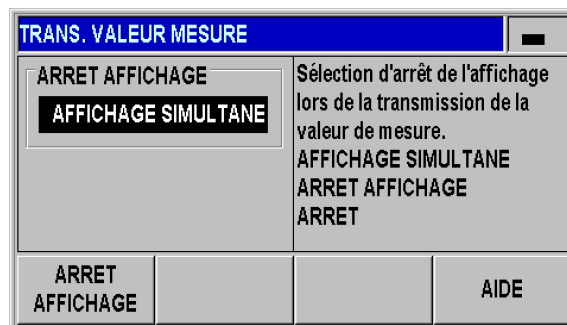 TRANS. VALEUR MESURE
ARRET AFFICHAGE
AFFICHAGE SIMULTANE
Sélection d'arrêt de l'affichage
lors de la transmission de la
valeur de mesure.
AFFICHAGE SIMULTANE
ARRET AFFICHAGE
ARRET
ARRET
AFFICHAGE
AIDE